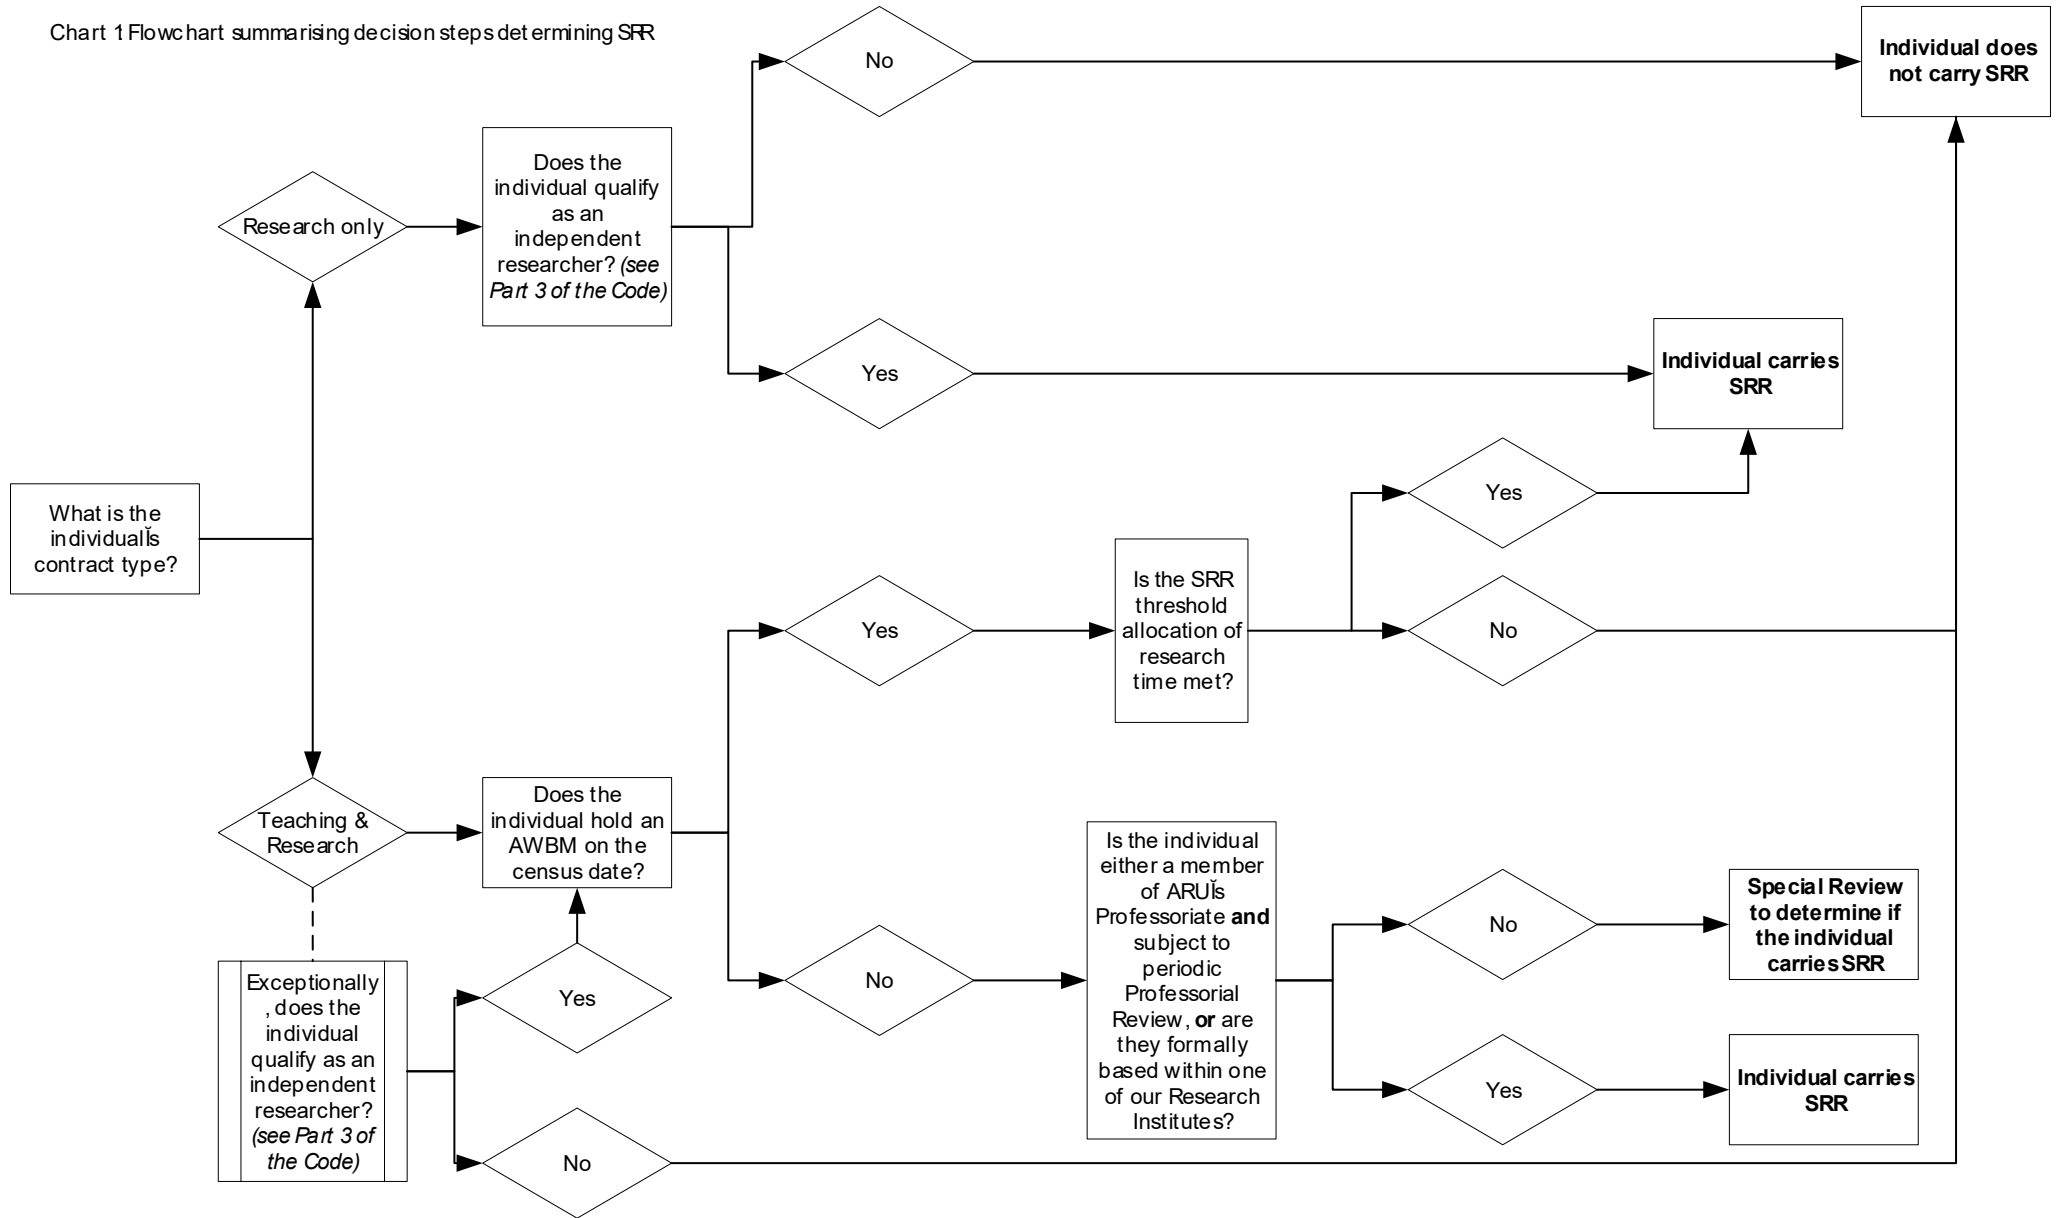 Chart 1 Flowchart summarising decision steps determining SRR
No
Individual does
not carry SRR
Does the
individual qualify
as an
independent
researcher? (see
Part 3 of the Code)
Research only
Yes
Individual carries
SRR
What is the
individualĬs
contract type?
Yes
Is the SRR
threshold
allocation of
research
time met?
Yes
No
Teaching &
Research
Does the
individual hold an
AWBM on the
census date?
Is the individual
either a member
of ARUĬs
Professoriate and
subject to
periodic
Professorial
Review, or are
they formally
based within one
of our Research
Institutes?
No
Special Review
to determine if
the individual
carries SRR
No
Exceptionally
, does the
individual
qualify as an
independent
researcher?
(see Part 3 of
the Code)
Yes
Yes
Individual carries
SRR
No